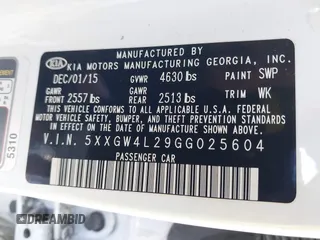 MANUFACTURED BY
KIA KIA MOTORS MANUFACTURING GEORGIA, INC.
DEC/01/15 GVWR 4630 lbs PAINT SWP
GAWR GAWR
FRONT 2557 lbs REAR 2513 lbs TRIM WK
THIS VEHICLE CONFORMS TO ALL APPLICABLE
FEDERAL MOTOR VEHICLE SAFETY, BUMPER,
AND THEFT PREVENTION STANDARDS IN EFFECT
ON THE DATE OF MANUFACTURE SHOWN ABOVE.
V.I.N. 5XXGW4L29GG025604
PASSENGER CAR
5310
© DREAMBID